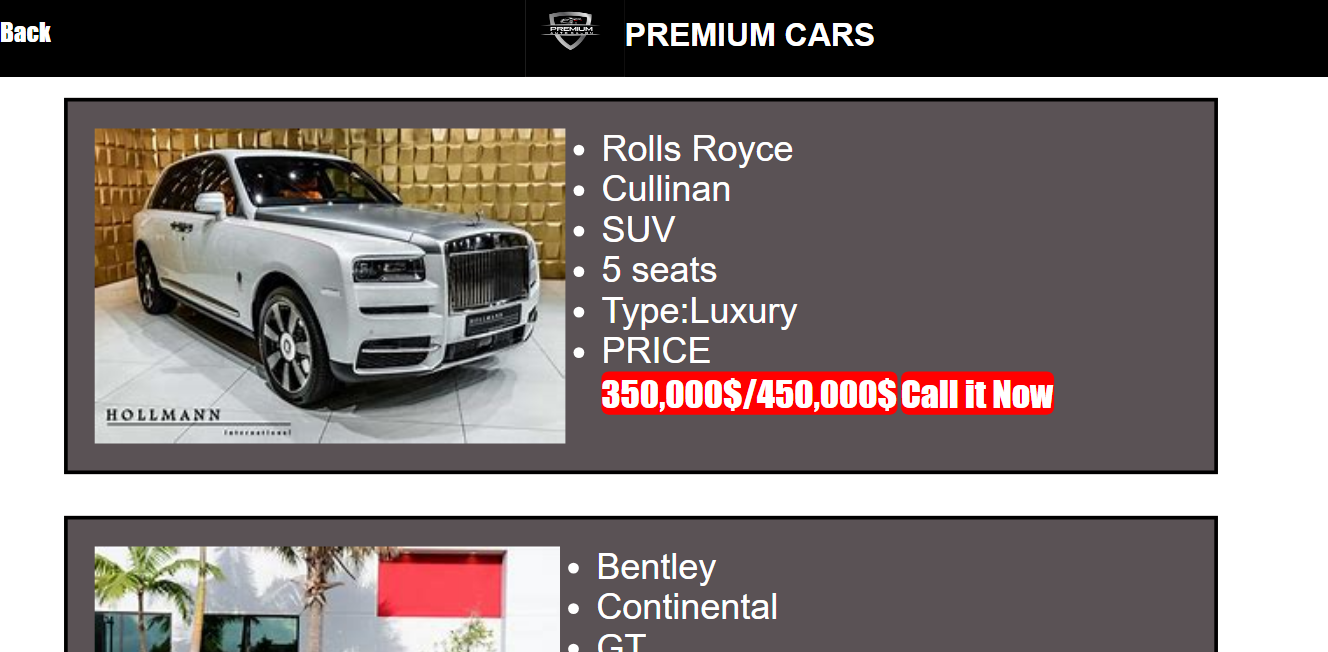 Back
PREMIUM
PREMIUM CARS
Rolls Royce
Cullinan
SUV
5 seats
Type:Luxury
PRICE
350,000$/450,000$ Call it Now
HOLLMANN
international
Bentley
Continental
GT